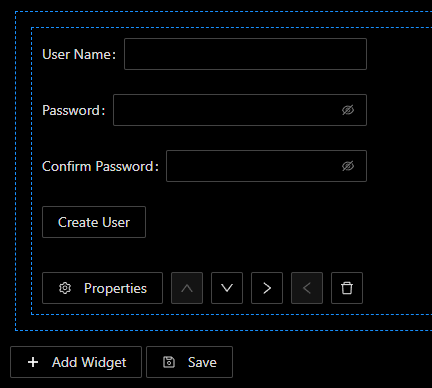 User Name:
Password:
Confirm Password:
Create User
Properties
Add Widget
Save